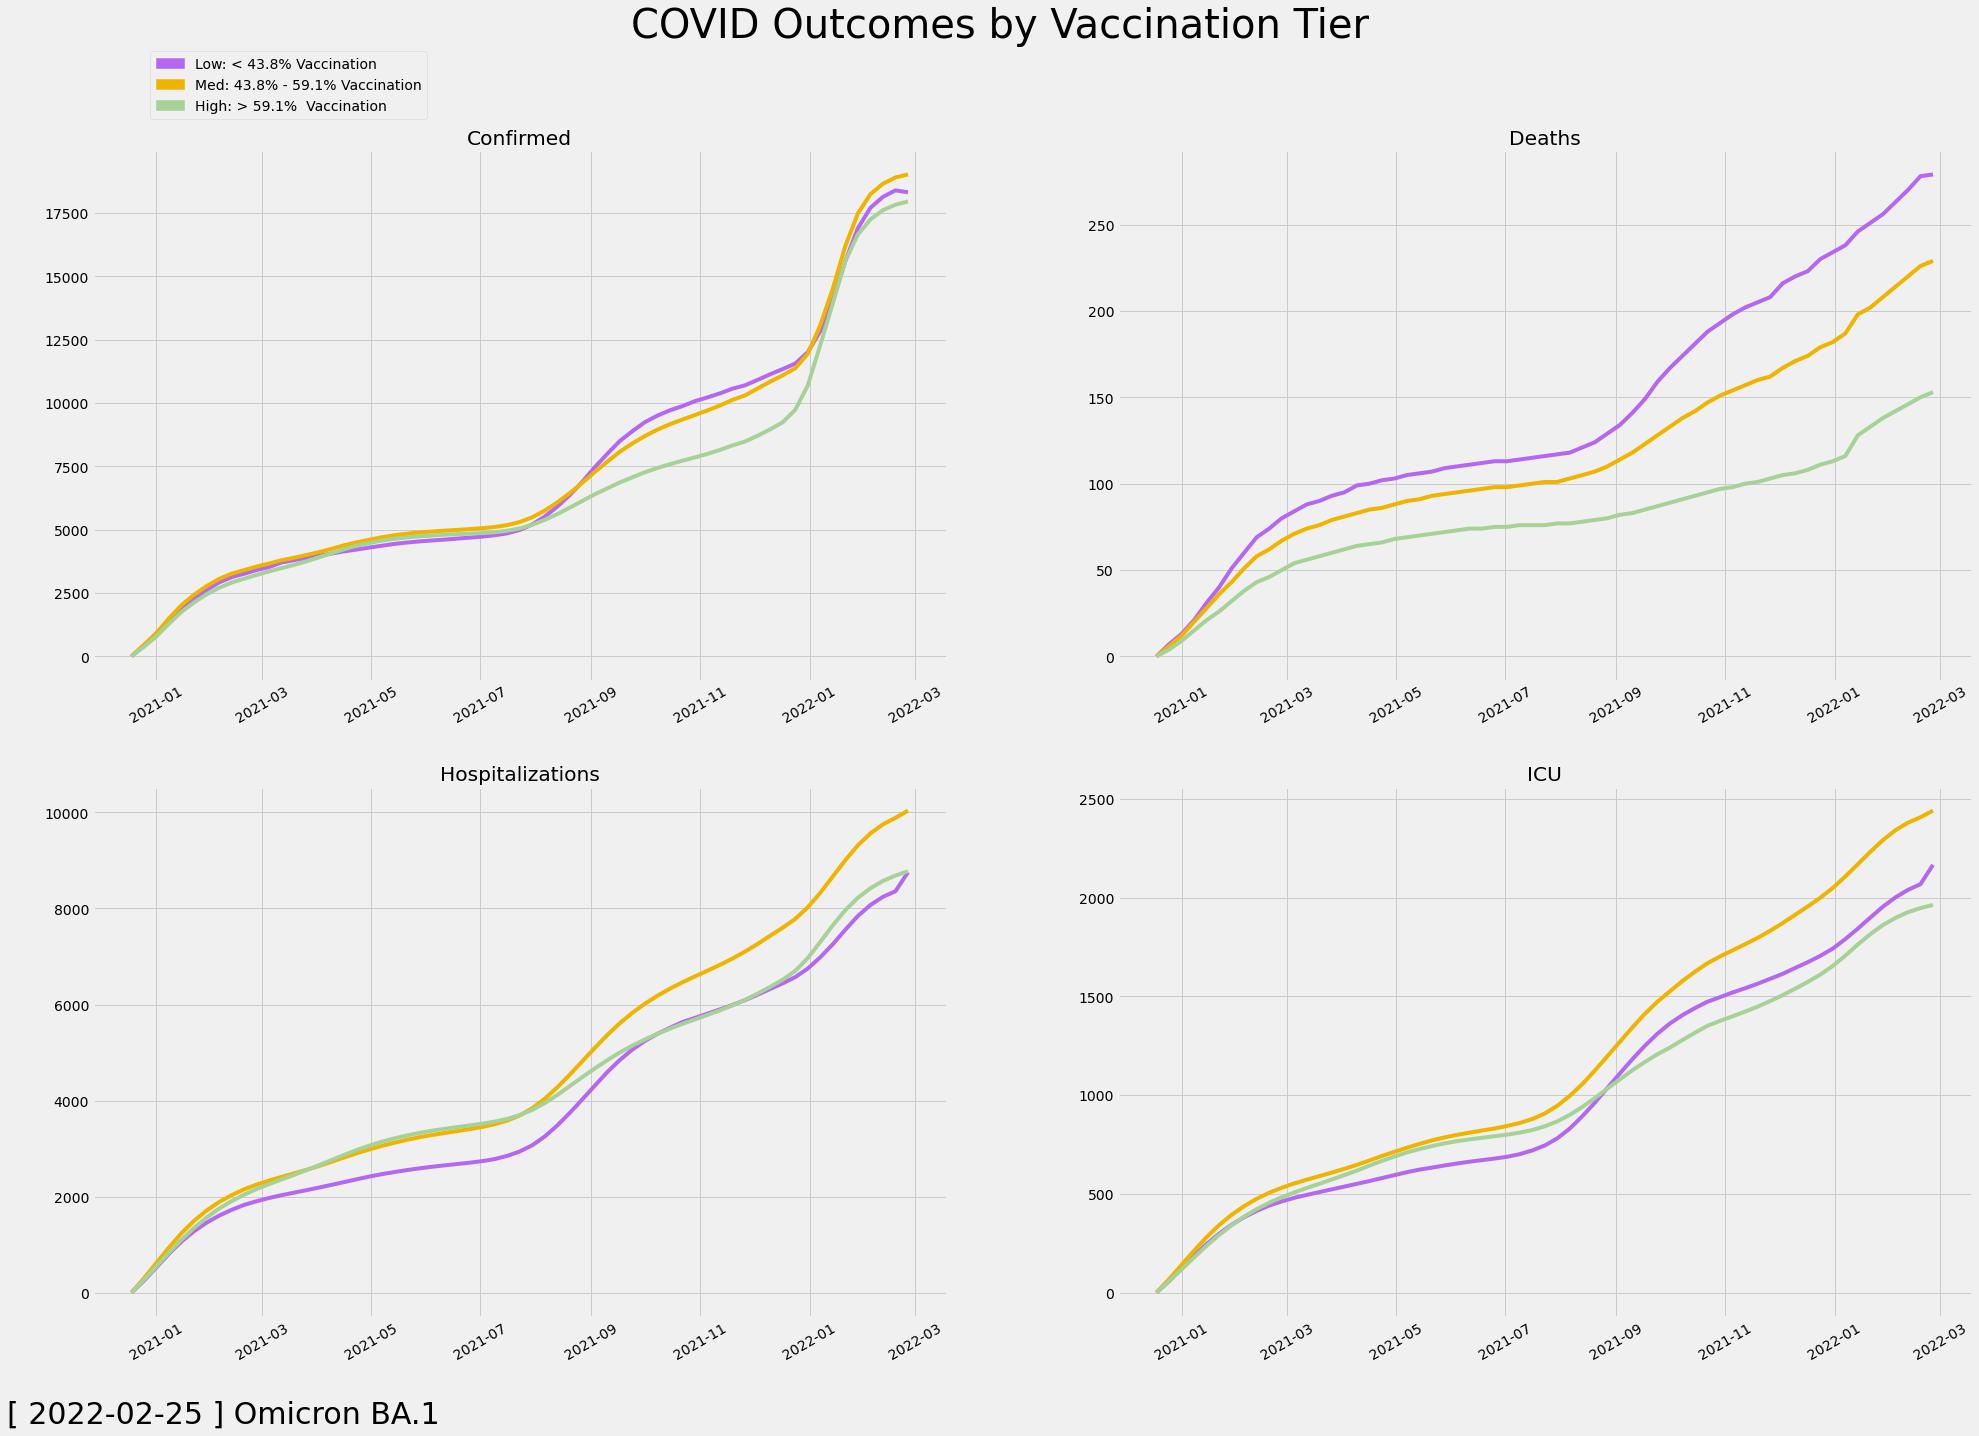 COVID Outcomes by Vaccination Tier
Low: < 43.8% Vaccination
Med: 43.8% - 59.1% Vaccination
High: > 59.1%  Vaccination
Confirmed
17500
15000
12500
10000
7500
5000
2500
0
2021-01 2021-03 2021-05 2021-07 2021-09 2021-11 2022-01 2022-03
Deaths
250
200
150
100
50
0
2021-01 2021-03 2021-05 2021-07 2021-09 2021-11 2022-01 2022-03
Hospitalizations
10000
8000
6000
4000
2000
0
2021-01 2021-03 2021-05 2021-07 2021-09 2021-11 2022-01 2022-03
ICU
2500
2000
1500
1000
500
0
2021-01 2021-03 2021-05 2021-07 2021-09 2021-11 2022-01 2022-03
[ 2022-02-25 ] Omicron BA.1